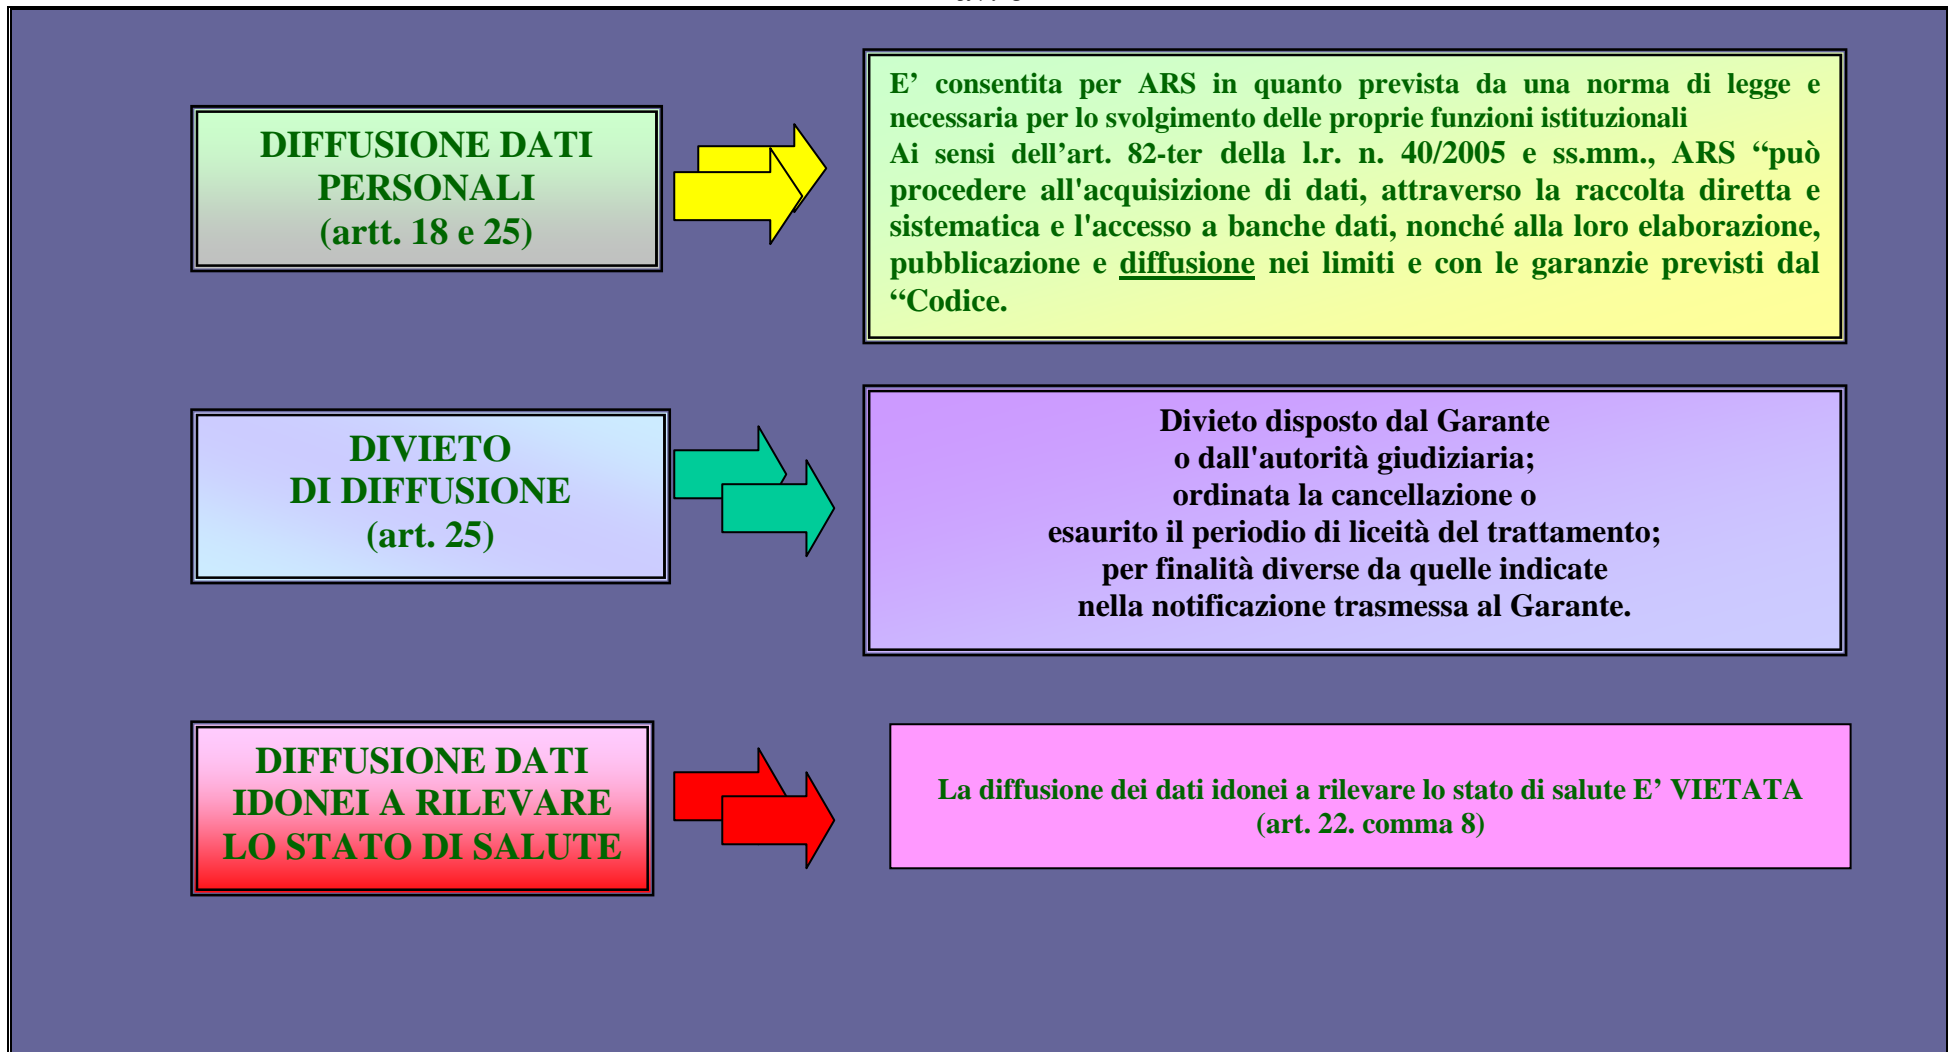 DIFFUSIONE DATI
PERSONALI
(artt. 18 e 25)
E’ consentita per ARS in quanto prevista da una norma di legge e
necessaria per lo svolgimento delle proprie funzioni istituzionali
Ai sensi dell’art. 82-ter della l.r. n. 40/2005 e ss.mm., ARS “può
procedere all'acquisizione di dati, attraverso la raccolta diretta e
sistematica e l'accesso a banche dati, nonché alla loro elaborazione,
pubblicazione e diffusione nei limiti e con le garanzie previsti dal
“Codice.
DIVIETO
DI DIFFUSIONE
(art. 25)
Divieto disposto dal Garante
o dall'autorità giudiziaria;
ordinata la cancellazione o
esaurito il periodio di liceità del trattamento;
per finalità diverse da quelle indicate
nella notificazione trasmessa al Garante.
DIFFUSIONE DATI
IDONEI A RILEVARE
LO STATO DI SALUTE
La diffusione dei dati idonei a rilevare lo stato di salute E’ VIETATA
(art. 22. comma 8)